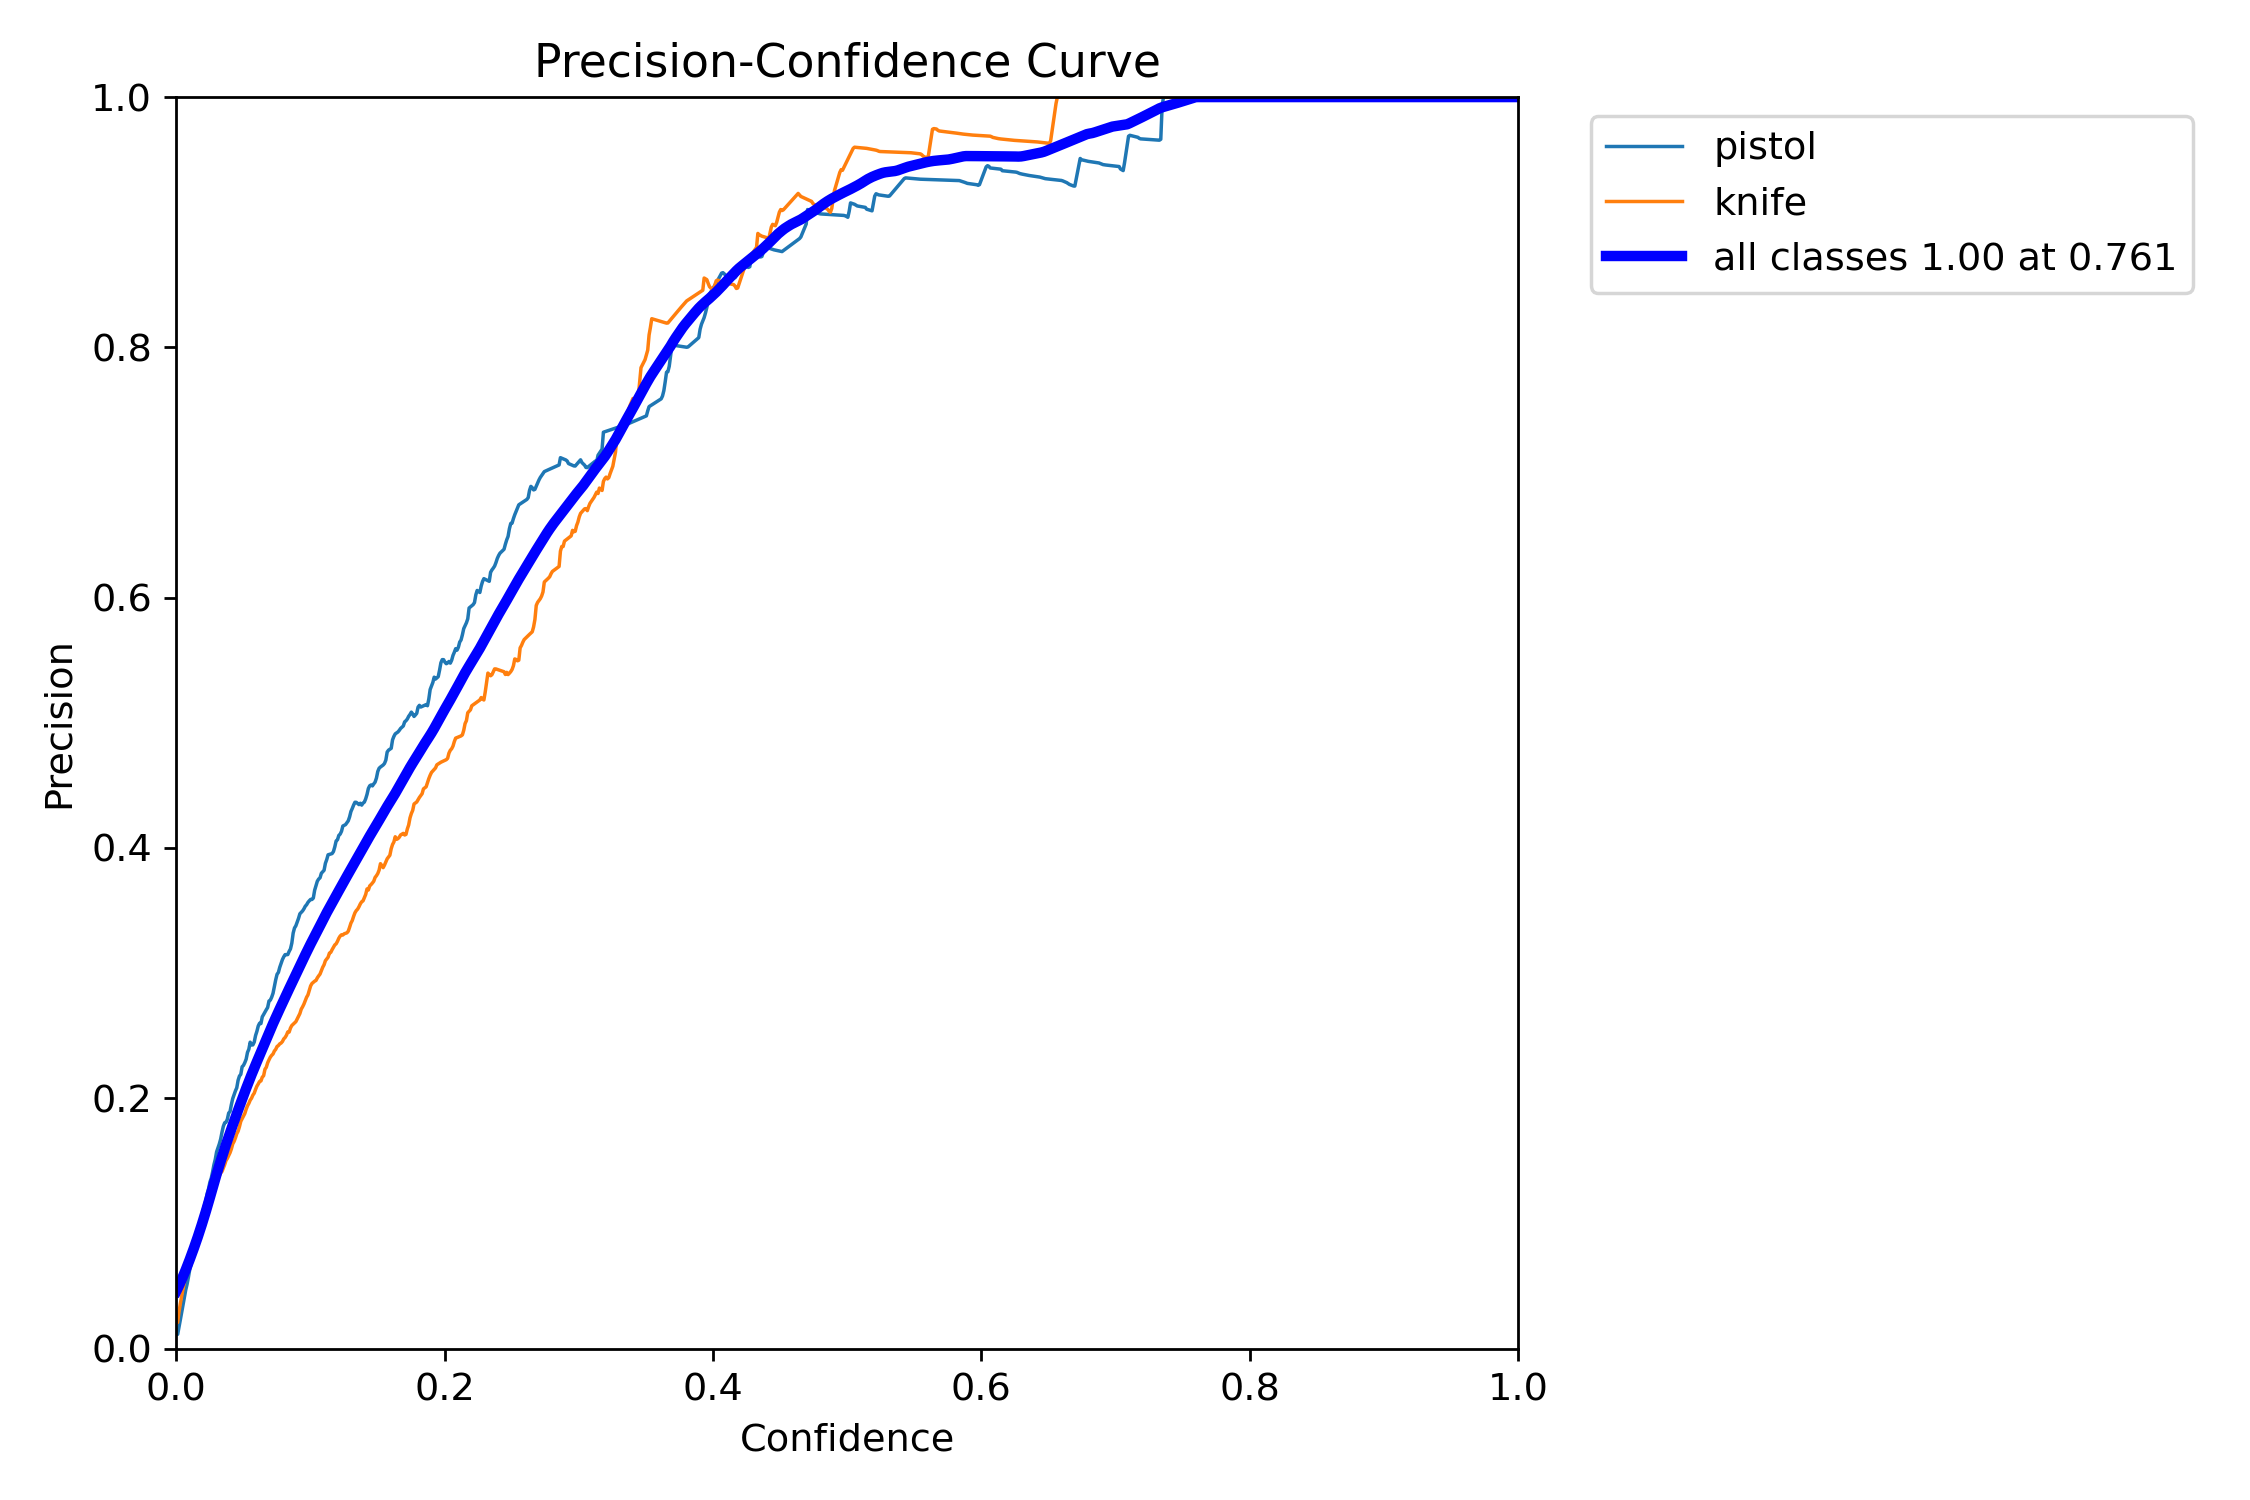 Precision-Confidence Curve
1.0
0.8
0.6
0.4
0.2
0.0
Precision
0.0 0.2 0.4 0.6 0.8 1.0
Confidence
pistol
knife
all classes 1.00 at 0.761